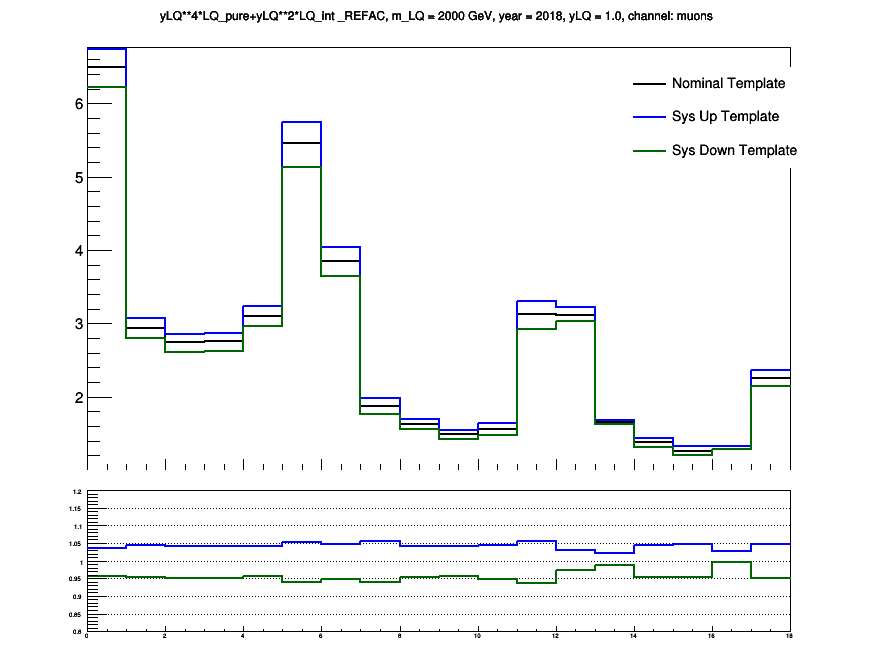 yLQ**4*LQ_pure+yLQ**2*LQ_int _REFAC, m_LQ = 2000 GeV, year = 2018, yLQ = 1.0, channel: muons
Nominal Template
Sys Up Template
Sys Down Template
6
5
4
3
2
1.2
1.15
1.1
1.05
1
0.95
0.9
0.85
0.8
0 2 4 6 8 10 12 14 16 18